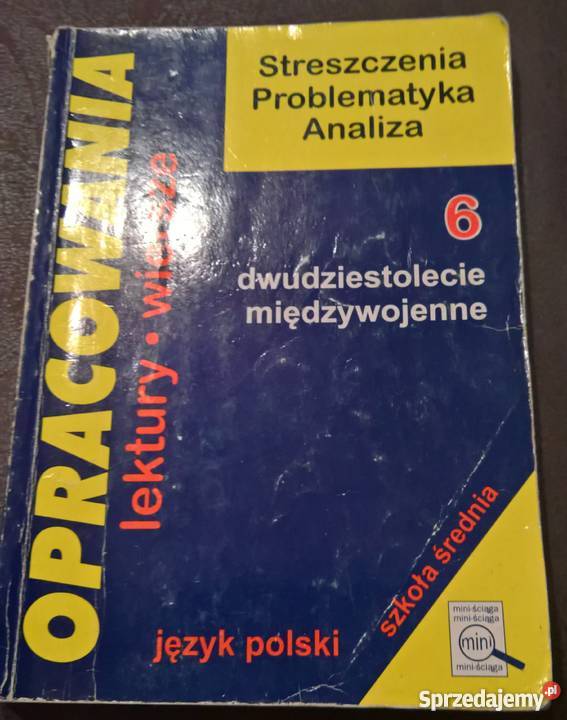 OPRACOWANIA
lektury • wiersze
Streszczenia
Problematyka
Analiza
6
dwudziestolecie
międzywojenne
szkoła średnia
język polski
mini-ściąga
mini-ściąga
mini
mini-ściąga
Sprzedajemy.pl